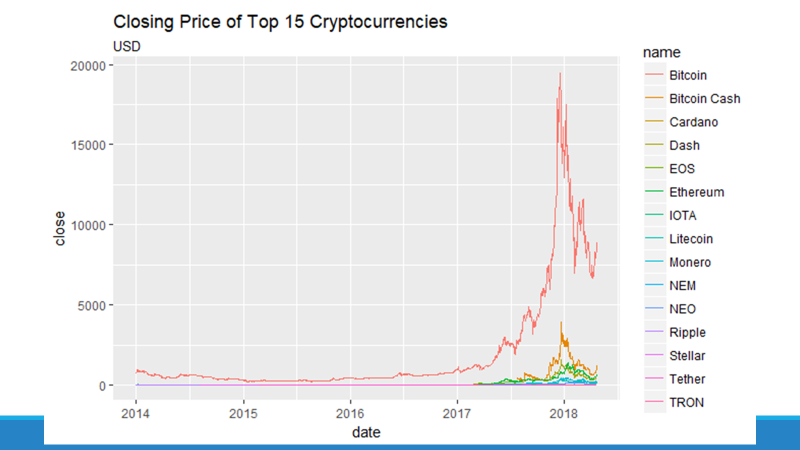 Closing Price of Top 15 Cryptocurrencies
USD
20000
15000
10000
5000
0
close
2014 2015 2016 2017 2018
date
name
Bitcoin
Bitcoin Cash
Cardano
Dash
EOS
Ethereum
IOTA
Litecoin
Monero
NEM
NEO
Ripple
Stellar
Tether
TRON